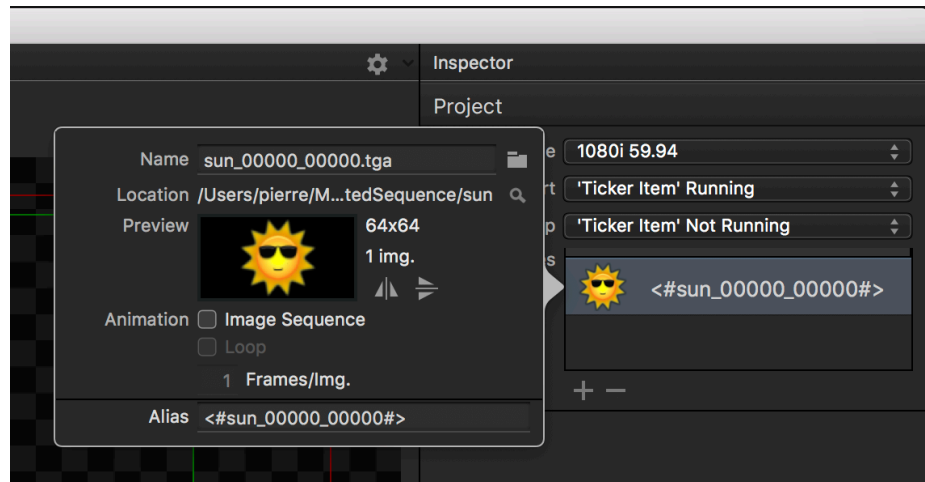 Inspector
Project
Name sun_00000_00000.tga
Location /Users/pierre/M...tedSequence/sun
Preview 64x64
1 img.
Animation Image Sequence
Loop
1 Frames/Img.
Alias <#sun_00000_00000#>
e 1080i 59.94
rt 'Ticker Item' Running
p 'Ticker Item' Not Running
s
<#sun_00000_00000#>